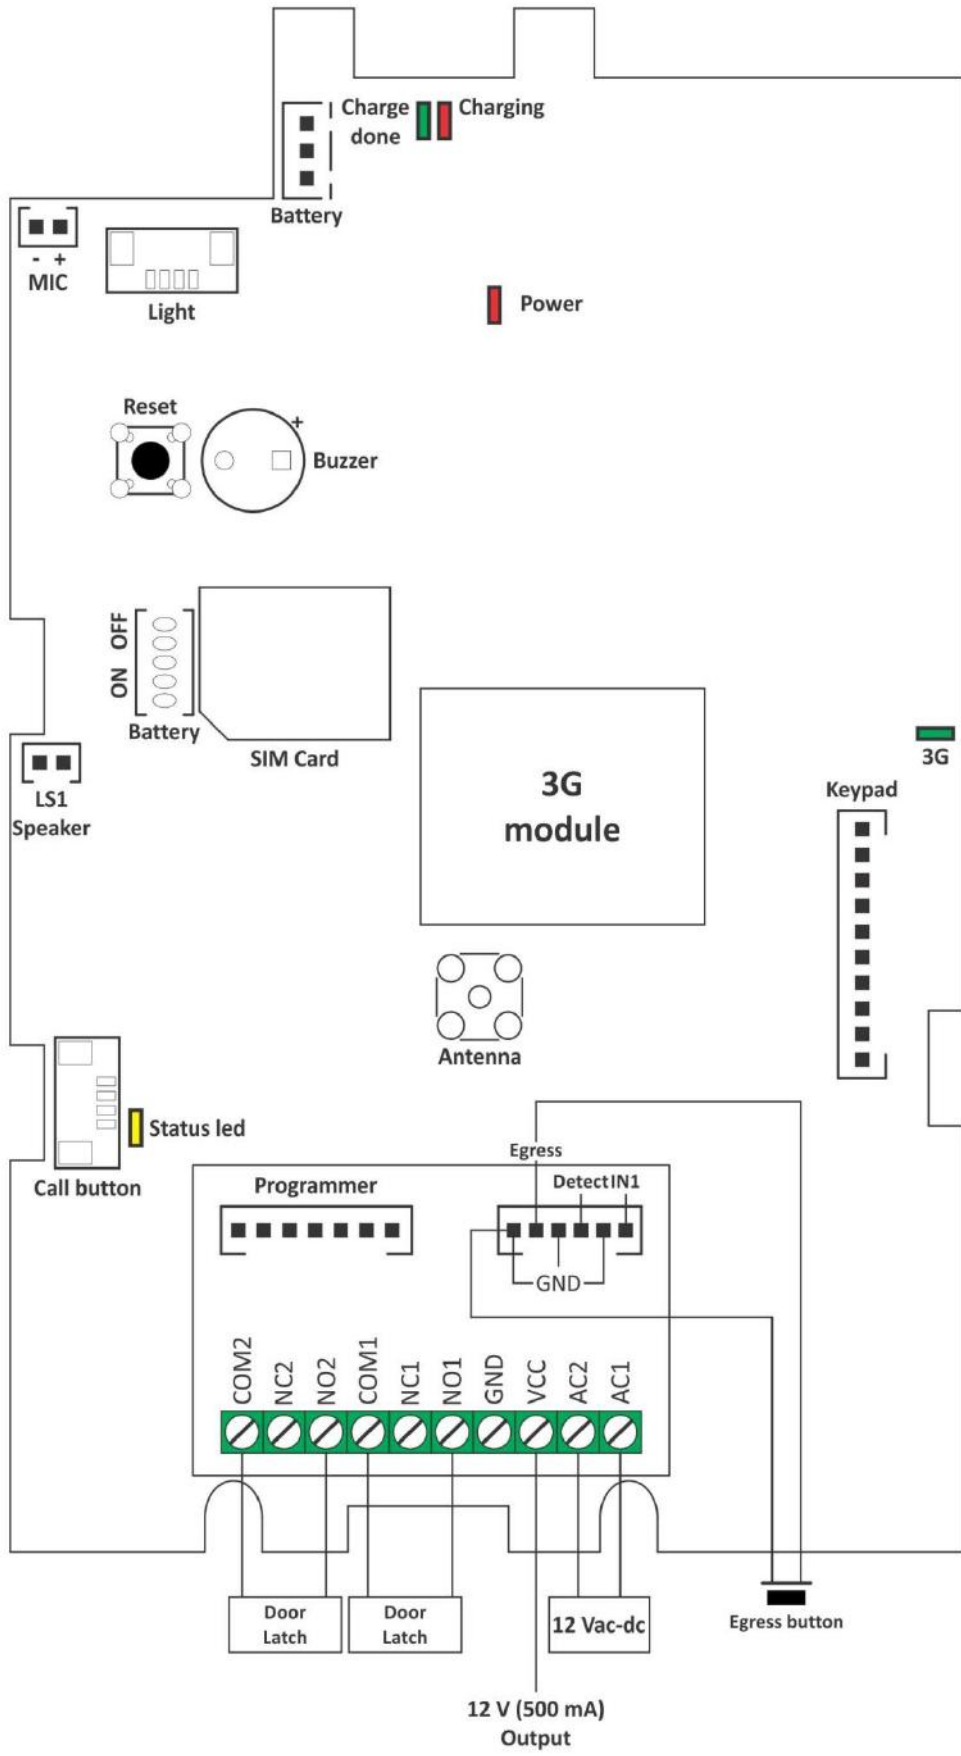 Charge
done
Charging
Battery
- +
MIC
Light
Power
Reset
+
Buzzer
ON OFF
Battery
SIM Card
3G
LS1
Speaker
3G
module
Keypad
Antenna
Status led
Call button
Egress
Programmer
Detect IN1
GND
COM2
NC2
NO2
COM1
NC1
NO1
GND
VCC
AC2
AC1
Door
Latch
Door
Latch
12 Vac-dc
Egress button
12 V (500 mA)
Output